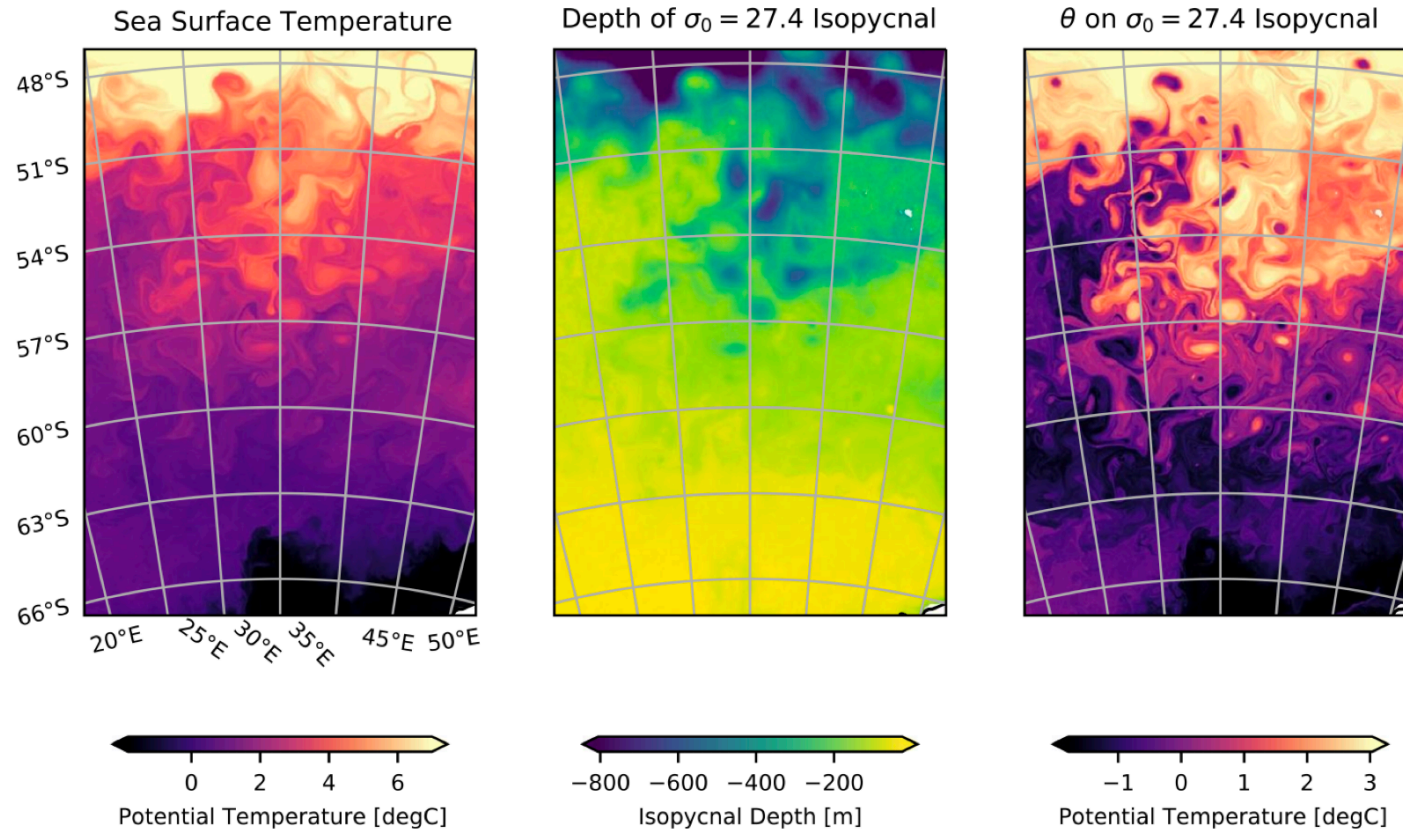 Sea Surface Temperature
Depth of σ₀ = 27.4 Isopycnal
θ on σ₀ = 27.4 Isopycnal
48°S
51°S
54°S
57°S
60°S
63°S
66°S
20°E
25°E
30°E
35°E
45°E
50°E
0 2 4 6
Potential Temperature [degC]
−800 −600 −400 −200
Isopycnal Depth [m]
−1 0 1 2 3
Potential Temperature [degC]